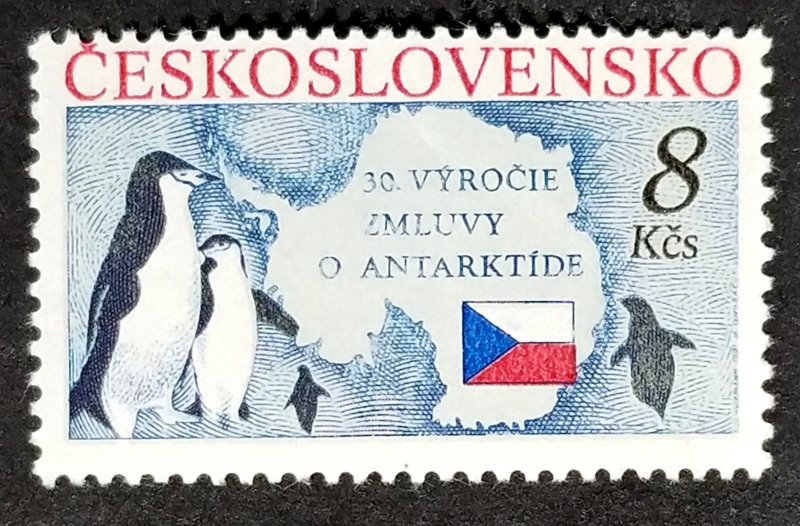 ČESKOSLOVENSKO
30. VÝROČIE
ZMLUVY
O ANTARKTÍDE
8
Kčs